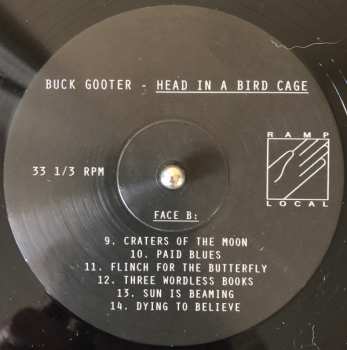 BUCK GOOTER - HEAD IN A BIRD CAGE
RAMP
LOCAL
33 1/3 RPM
FACE B:
9. CRATERS OF THE MOON
10. PAID BLUES
11. FLINCH FOR THE BUTTERFLY
12. THREE WORDLESS BOOKS
13. SUN IS BEAMING
14. DYING TO BELIEVE